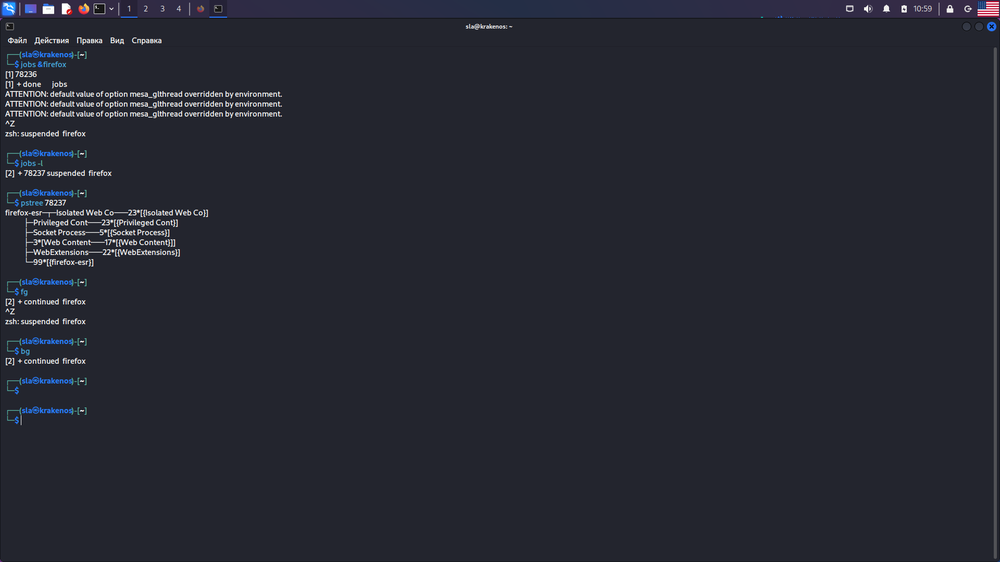 1 2 3 4 10:59
sla@krakenos: ~
Файл Действия Правка Вид Справка
┌──(sla㉿krakenos)-[~]
└─$ jobs &firefox
[1] 78236
[1]  + done       jobs
ATTENTION: default value of option mesa_glthread overridden by environment.
ATTENTION: default value of option mesa_glthread overridden by environment.
ATTENTION: default value of option mesa_glthread overridden by environment.
^Z
zsh: suspended  firefox
┌──(sla㉿krakenos)-[~]
└─$ jobs -l
[2]  + 78237 suspended  firefox
┌──(sla㉿krakenos)-[~]
└─$ pstree 78237
firefox-esr─┬─Isolated Web Co───23*[{Isolated Web Co}]
├─Privileged Cont───23*[{Privileged Cont}]
├─Socket Process───5*[{Socket Process}]
├─3*[Web Content───17*[{Web Content}]]
├─WebExtensions───22*[{WebExtensions}]
└─99*[{firefox-esr}]
┌──(sla㉿krakenos)-[~]
└─$ fg
[2]  + continued  firefox
^Z
zsh: suspended  firefox
┌──(sla㉿krakenos)-[~]
└─$ bg
[2]  + continued  firefox
┌──(sla㉿krakenos)-[~]
└─$
┌──(sla㉿krakenos)-[~]
└─$